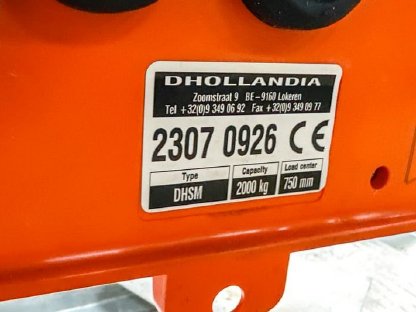 DHOLLANDIA
Zoomstraat 9 BE-9160 Lokeren
Tel +32(0)9 349 06 92 Fax +32(0)9 349 09 77
2307 0926 CE
Type Capacity Load center
DHSM 2000 kg 750 mm